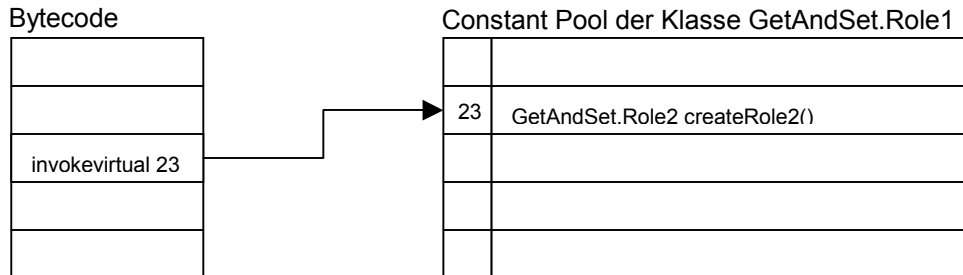 Bytecode
Constant Pool der Klasse GetAndSet.Role1
23 GetAndSet.Role2 createRole2()
invokevirtual 23